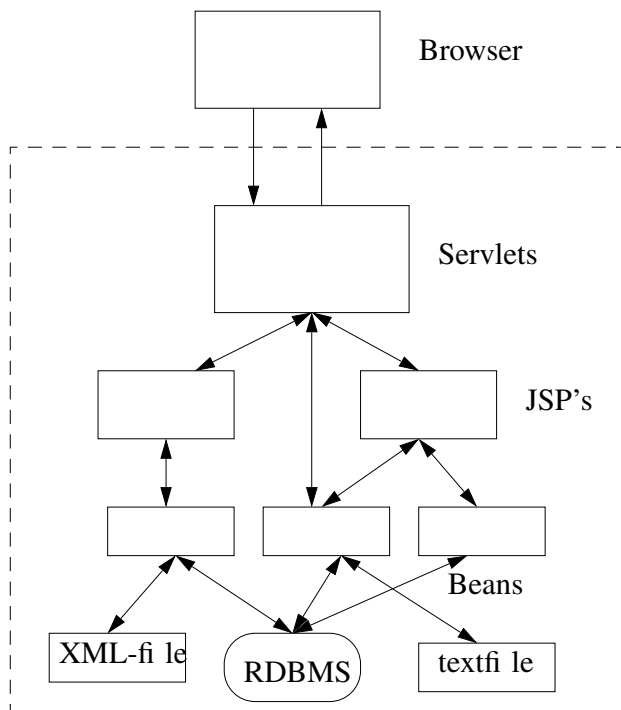 Browser
Servlets
JSP's
Beans
XML-fi le
RDBMS
textfi le